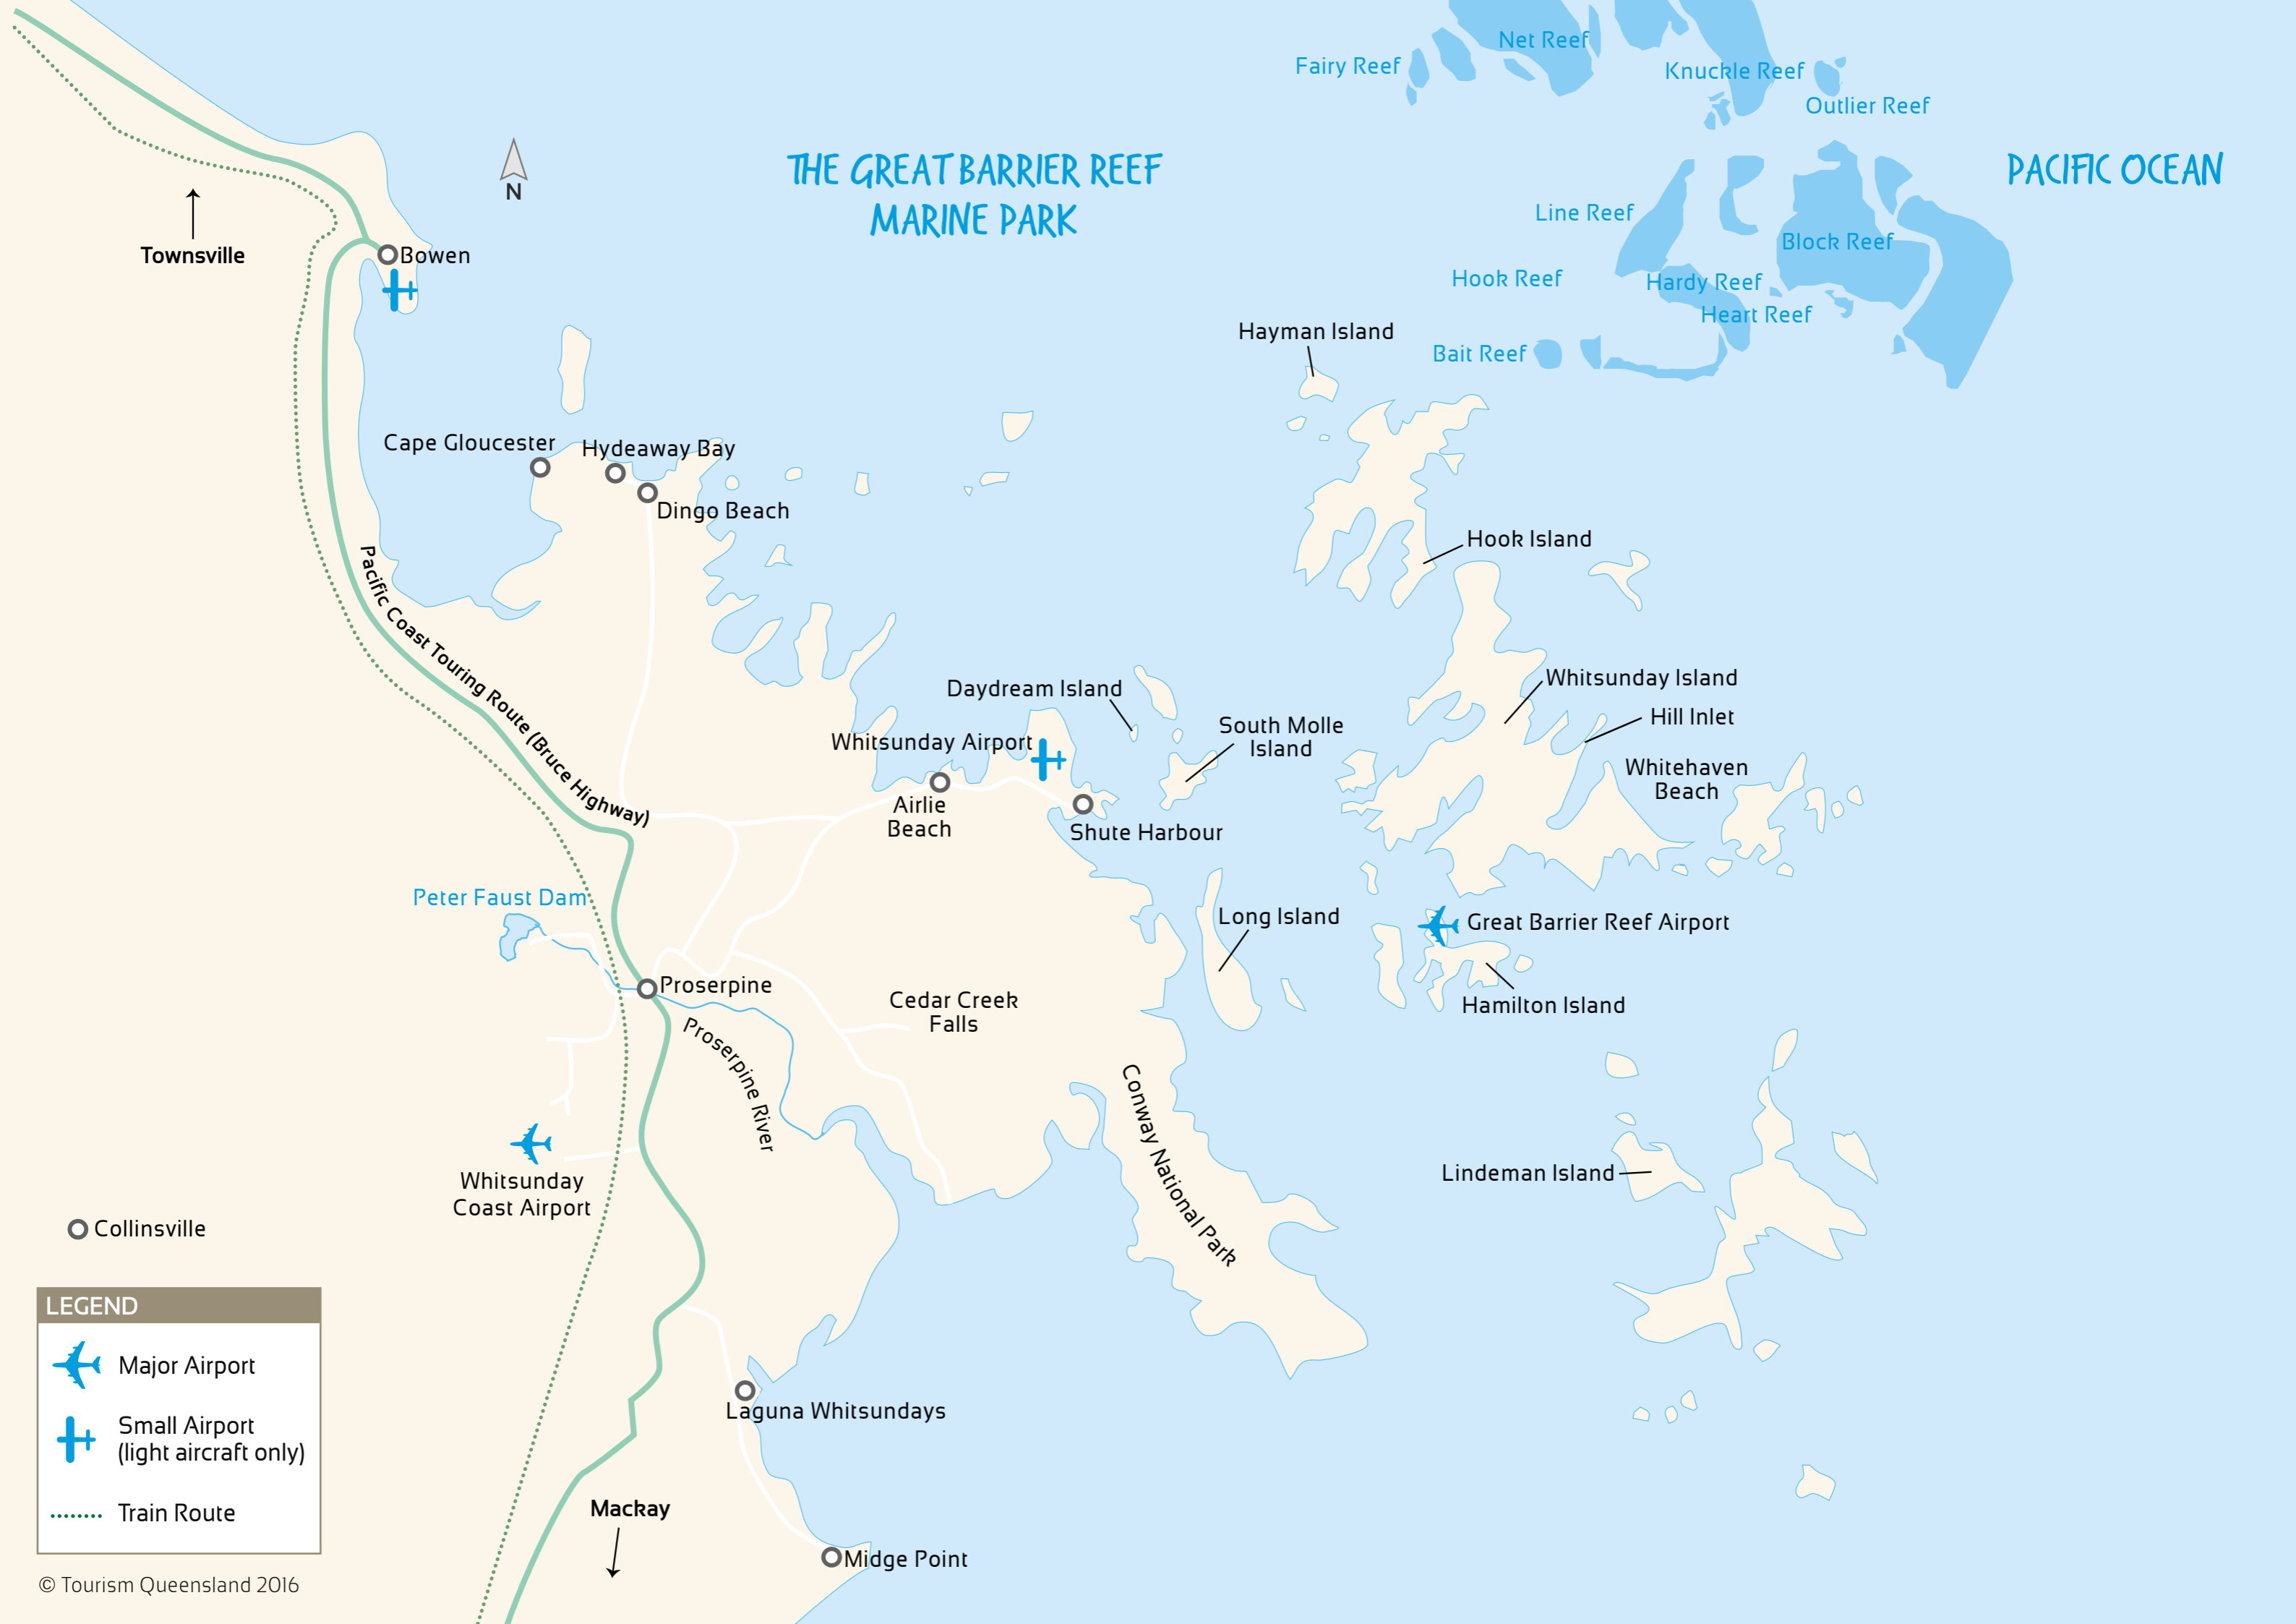 Net Reef
Fairy Reef
Knuckle Reef
Outlier Reef
THE GREAT BARRIER REEF
MARINE PARK
PACIFIC OCEAN
N
Line Reef
Block Reef
Townsville
Bowen
Hook Reef
Hardy Reef
Heart Reef
Hayman Island
Bait Reef
Cape Gloucester
Hydeaway Bay
Dingo Beach
Hook Island
Pacific Coast Touring Route (Bruce Highway)
Whitsunday Island
Daydream Island
Hill Inlet
South Molle
Island
Whitsunday Airport
Whitehaven
Beach
Airlie
Beach
Shute Harbour
Peter Faust Dam
Long Island
Great Barrier Reef Airport
Proserpine
Cedar Creek
Falls
Hamilton Island
Proserpine River
Conway National Park
Lindeman Island
Whitsunday
Coast Airport
Collinsville
LEGEND
Major Airport
Small Airport
(light aircraft only)
Train Route
Laguna Whitsundays
Mackay
Midge Point
© Tourism Queensland 2016